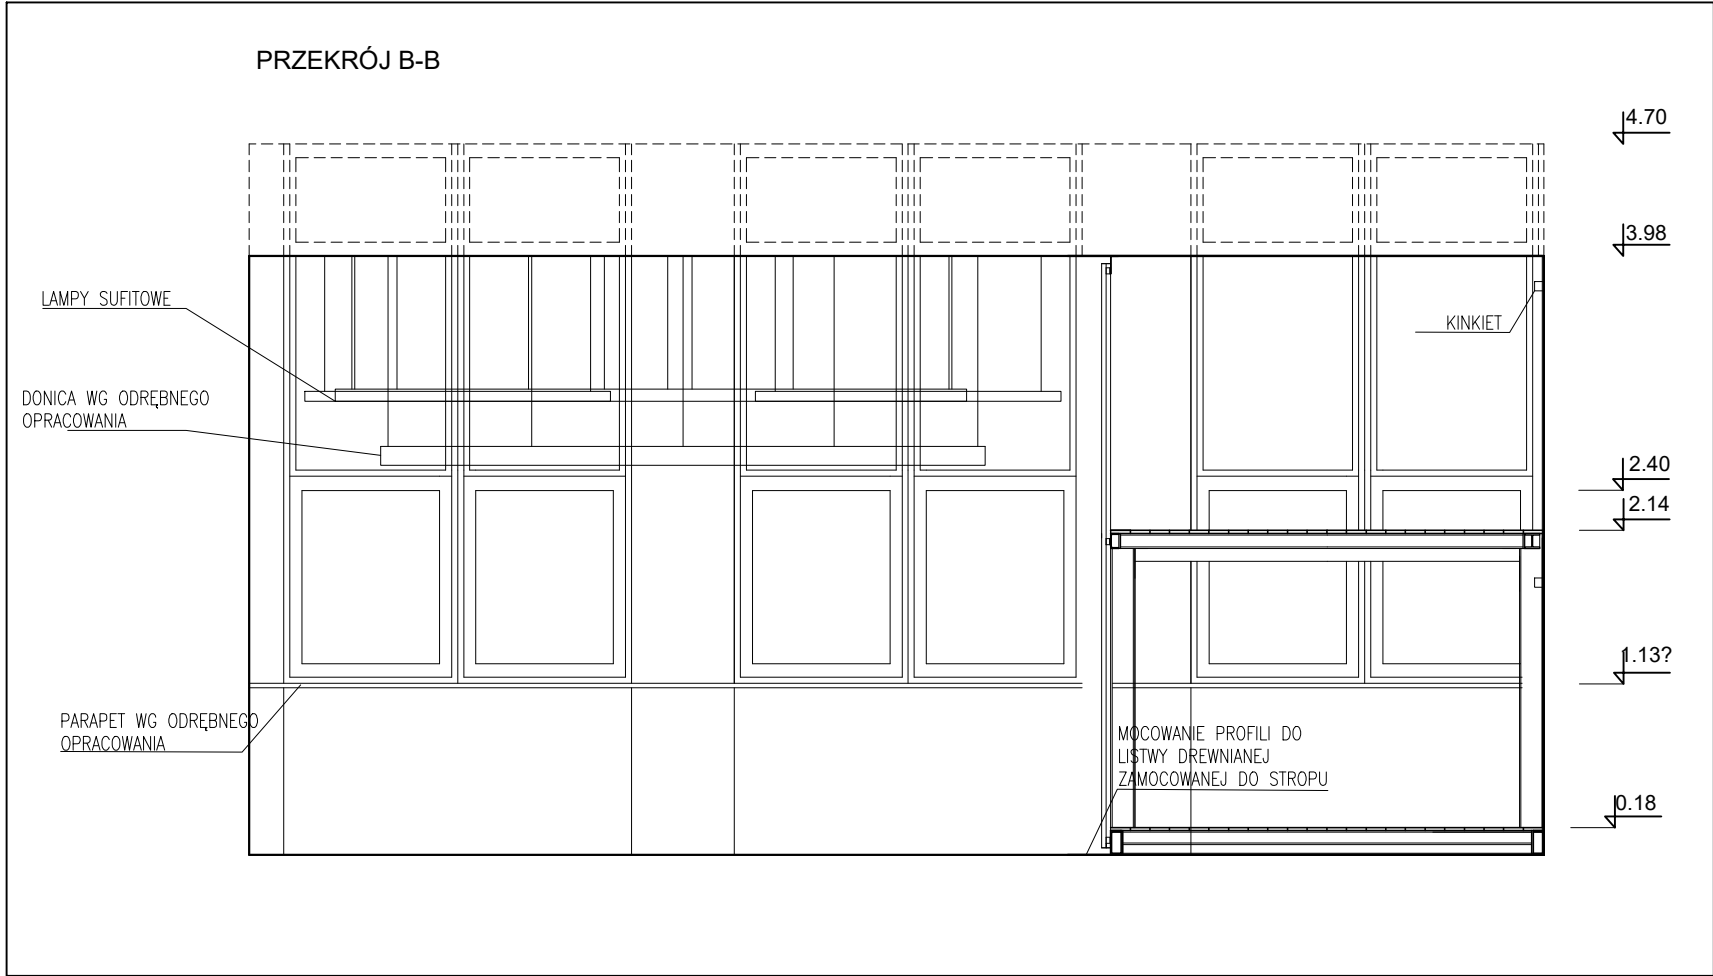 PRZEKRÓJ B-B
4.70
3.98
LAMPY SUFITOWE
KINKIET
DONICA WG ODRĘBNEGO
OPRACOWANIA
2.40
2.14
1.13?
PARAPET WG ODRĘBNEGO
OPRACOWANIA
MOCOWANIE PROFILI DO
LISTWY DREWNIANEJ
ZAMOCOWANEJ DO STROPU
0.18